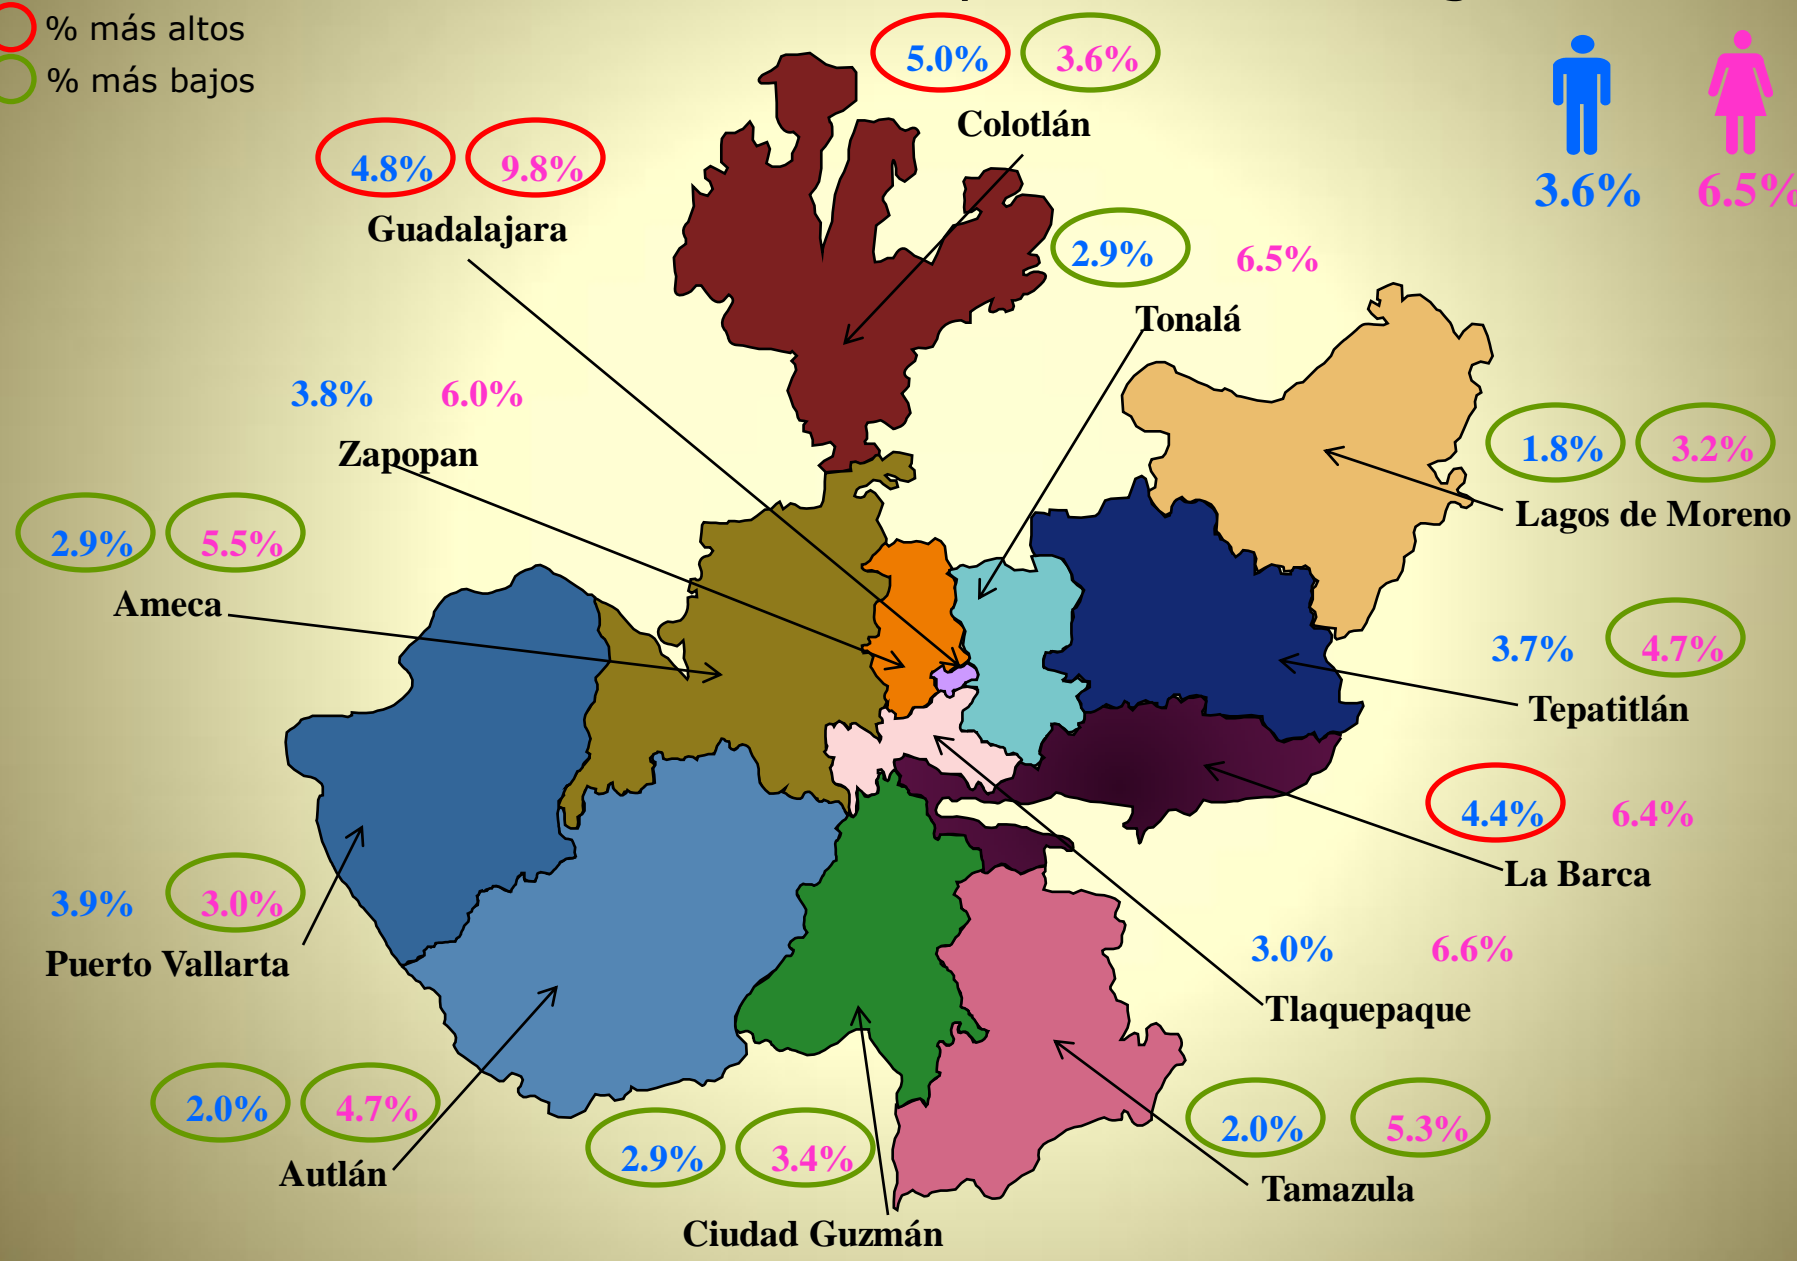 % más altos
% más bajos
5.0% 3.6%
Colotlán
3.6% 6.5%
4.8% 9.8%
Guadalajara
2.9% 6.5%
Tonalá
3.8% 6.0%
Zapopan
1.8% 3.2%
Lagos de Moreno
2.9% 5.5%
Ameca
3.7% 4.7%
Tepatitlán
4.4% 6.4%
La Barca
3.9% 3.0%
Puerto Vallarta
3.0% 6.6%
Tlaquepaque
2.0% 4.7%
Autlán
2.9% 3.4%
Ciudad Guzmán
2.0% 5.3%
Tamazula